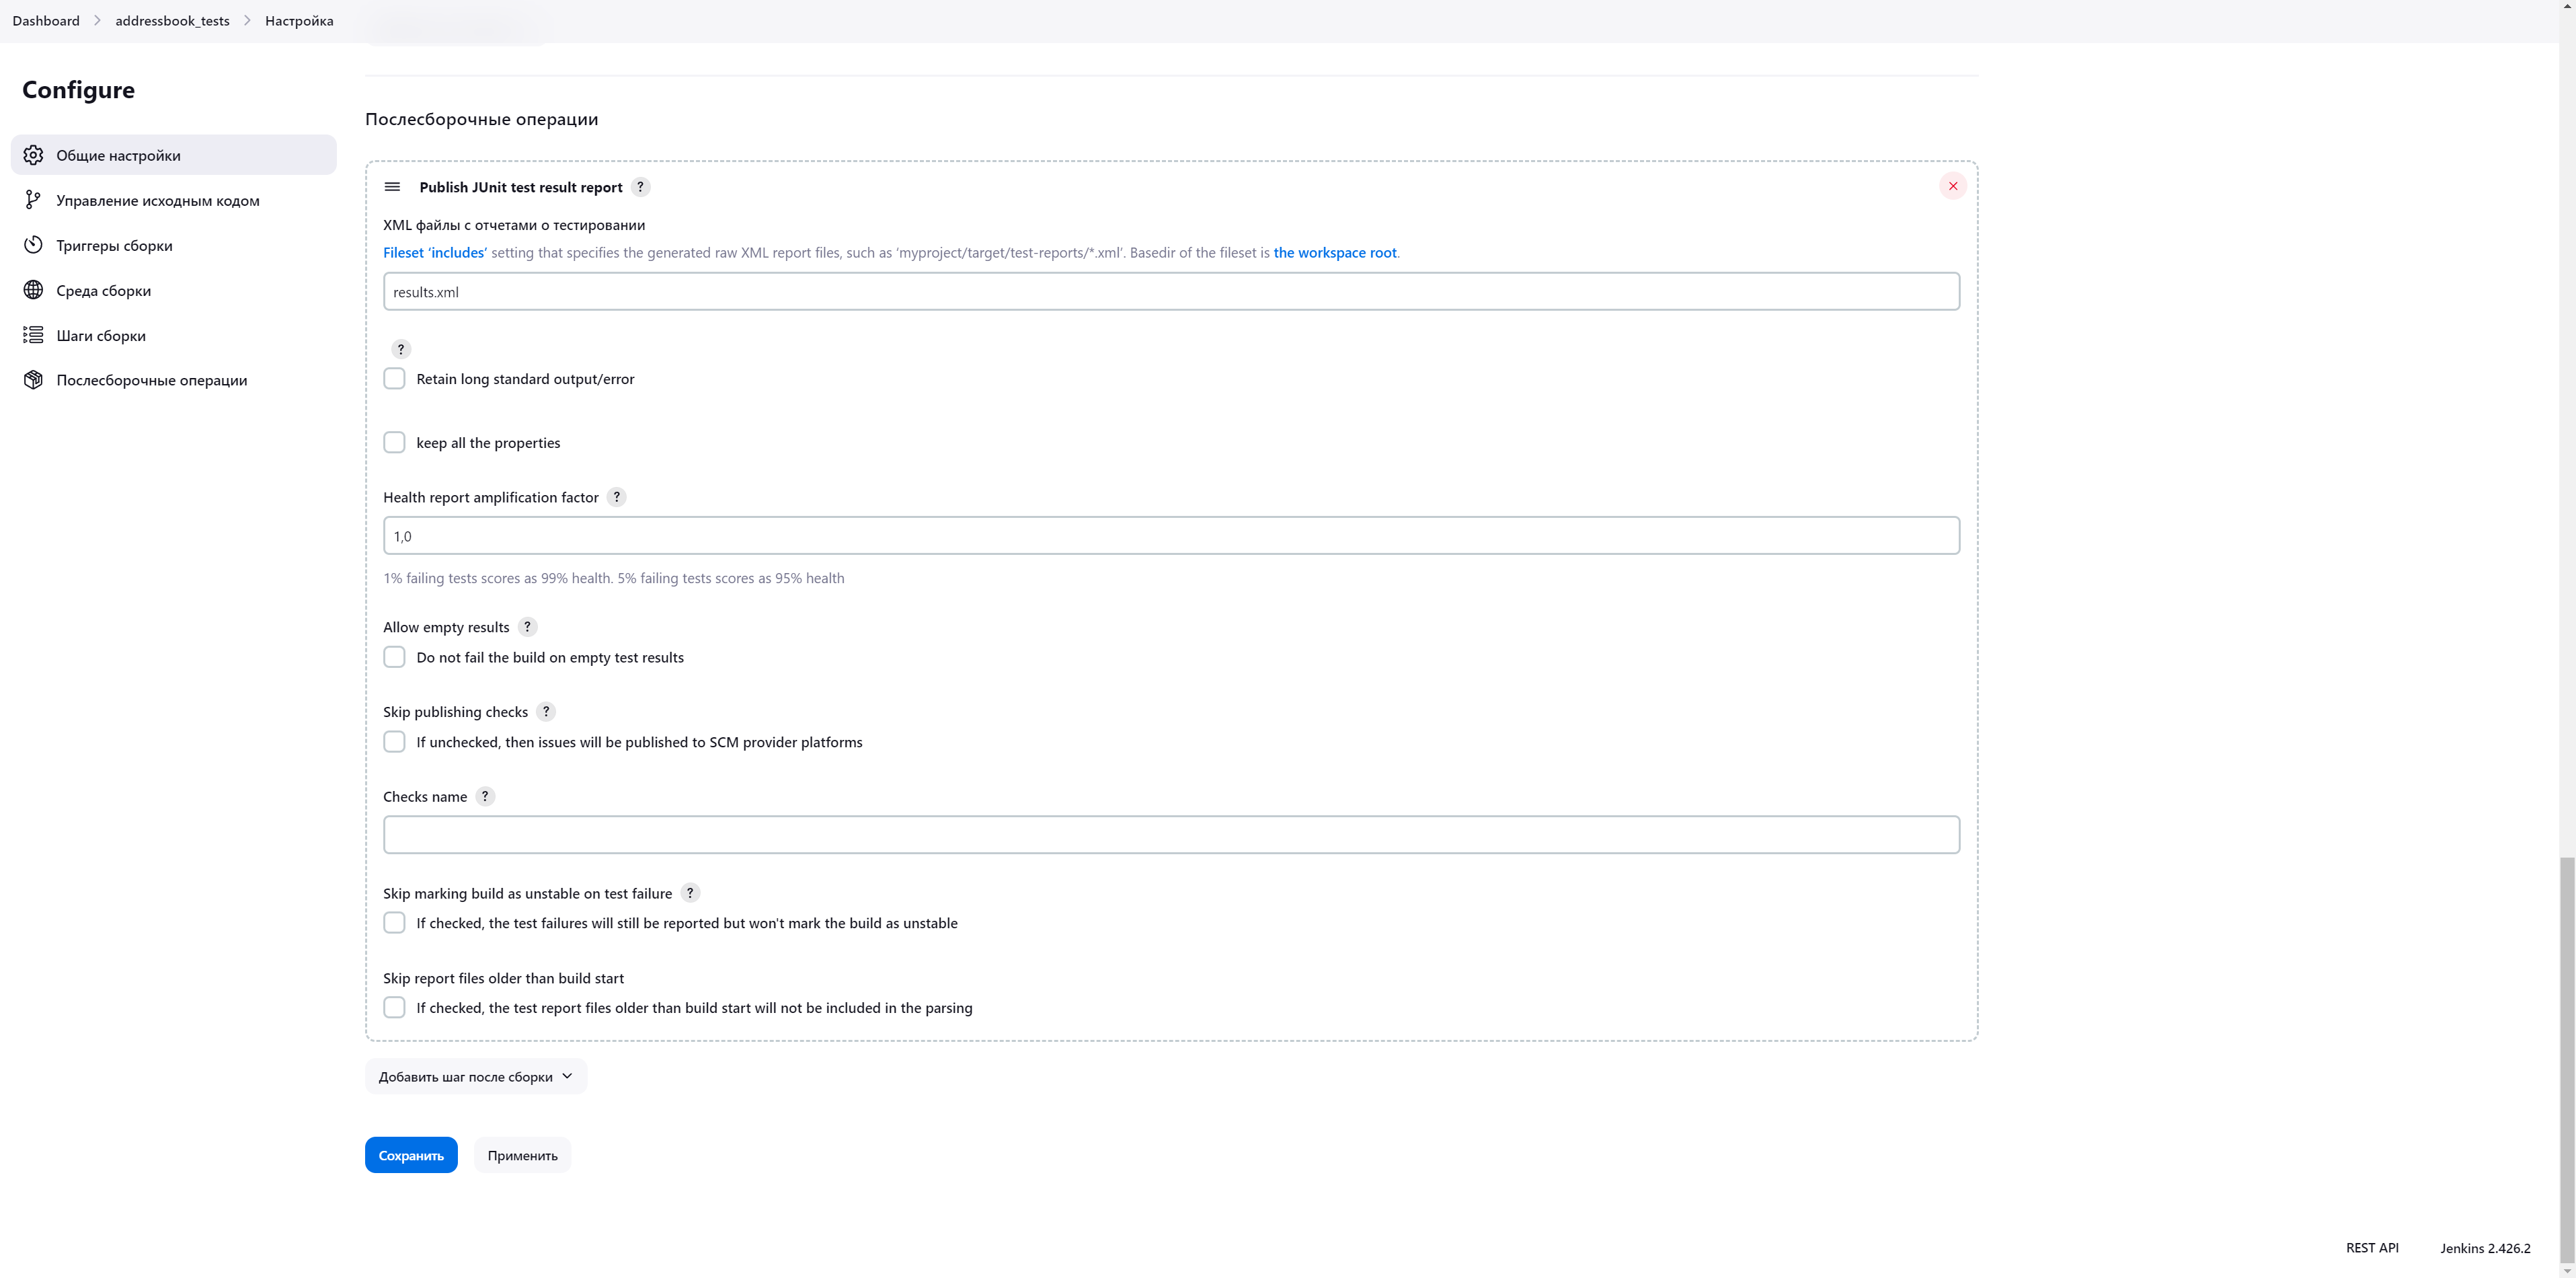 Dashboard addressbook_tests Настройка
Configure
Общие настройки
Управление исходным кодом
Триггеры сборки
Среда сборки
Шаги сборки
Послесборочные операции
Послесборочные операции
Publish JUnit test result report ?
XML файлы с отчетами о тестировании
Fileset ‘includes’ setting that specifies the generated raw XML report files, such as ‘myproject/target/test-reports/*.xml’. Basedir of the fileset is the workspace root.
results.xml
?
Retain long standard output/error
keep all the properties
Health report amplification factor ?
1,0
1% failing tests scores as 99% health. 5% failing tests scores as 95% health
Allow empty results ?
Do not fail the build on empty test results
Skip publishing checks ?
If unchecked, then issues will be published to SCM provider platforms
Checks name ?
Skip marking build as unstable on test failure ?
If checked, the test failures will still be reported but won't mark the build as unstable
Skip report files older than build start
If checked, the test report files older than build start will not be included in the parsing
Добавить шаг после сборки
Сохранить Применить
REST API Jenkins 2.426.2